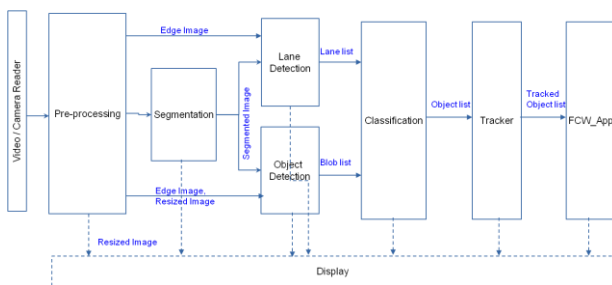 Video / Camera Reader
Pre-processing
Edge Image
Segmentation
Segmented Image
Lane
Detection
Lane list
Object
Detection
Blob list
Edge Image,
Resized Image
Classification
Object list
Tracker
Tracked
Object list
FCW_App
Resized Image
Display